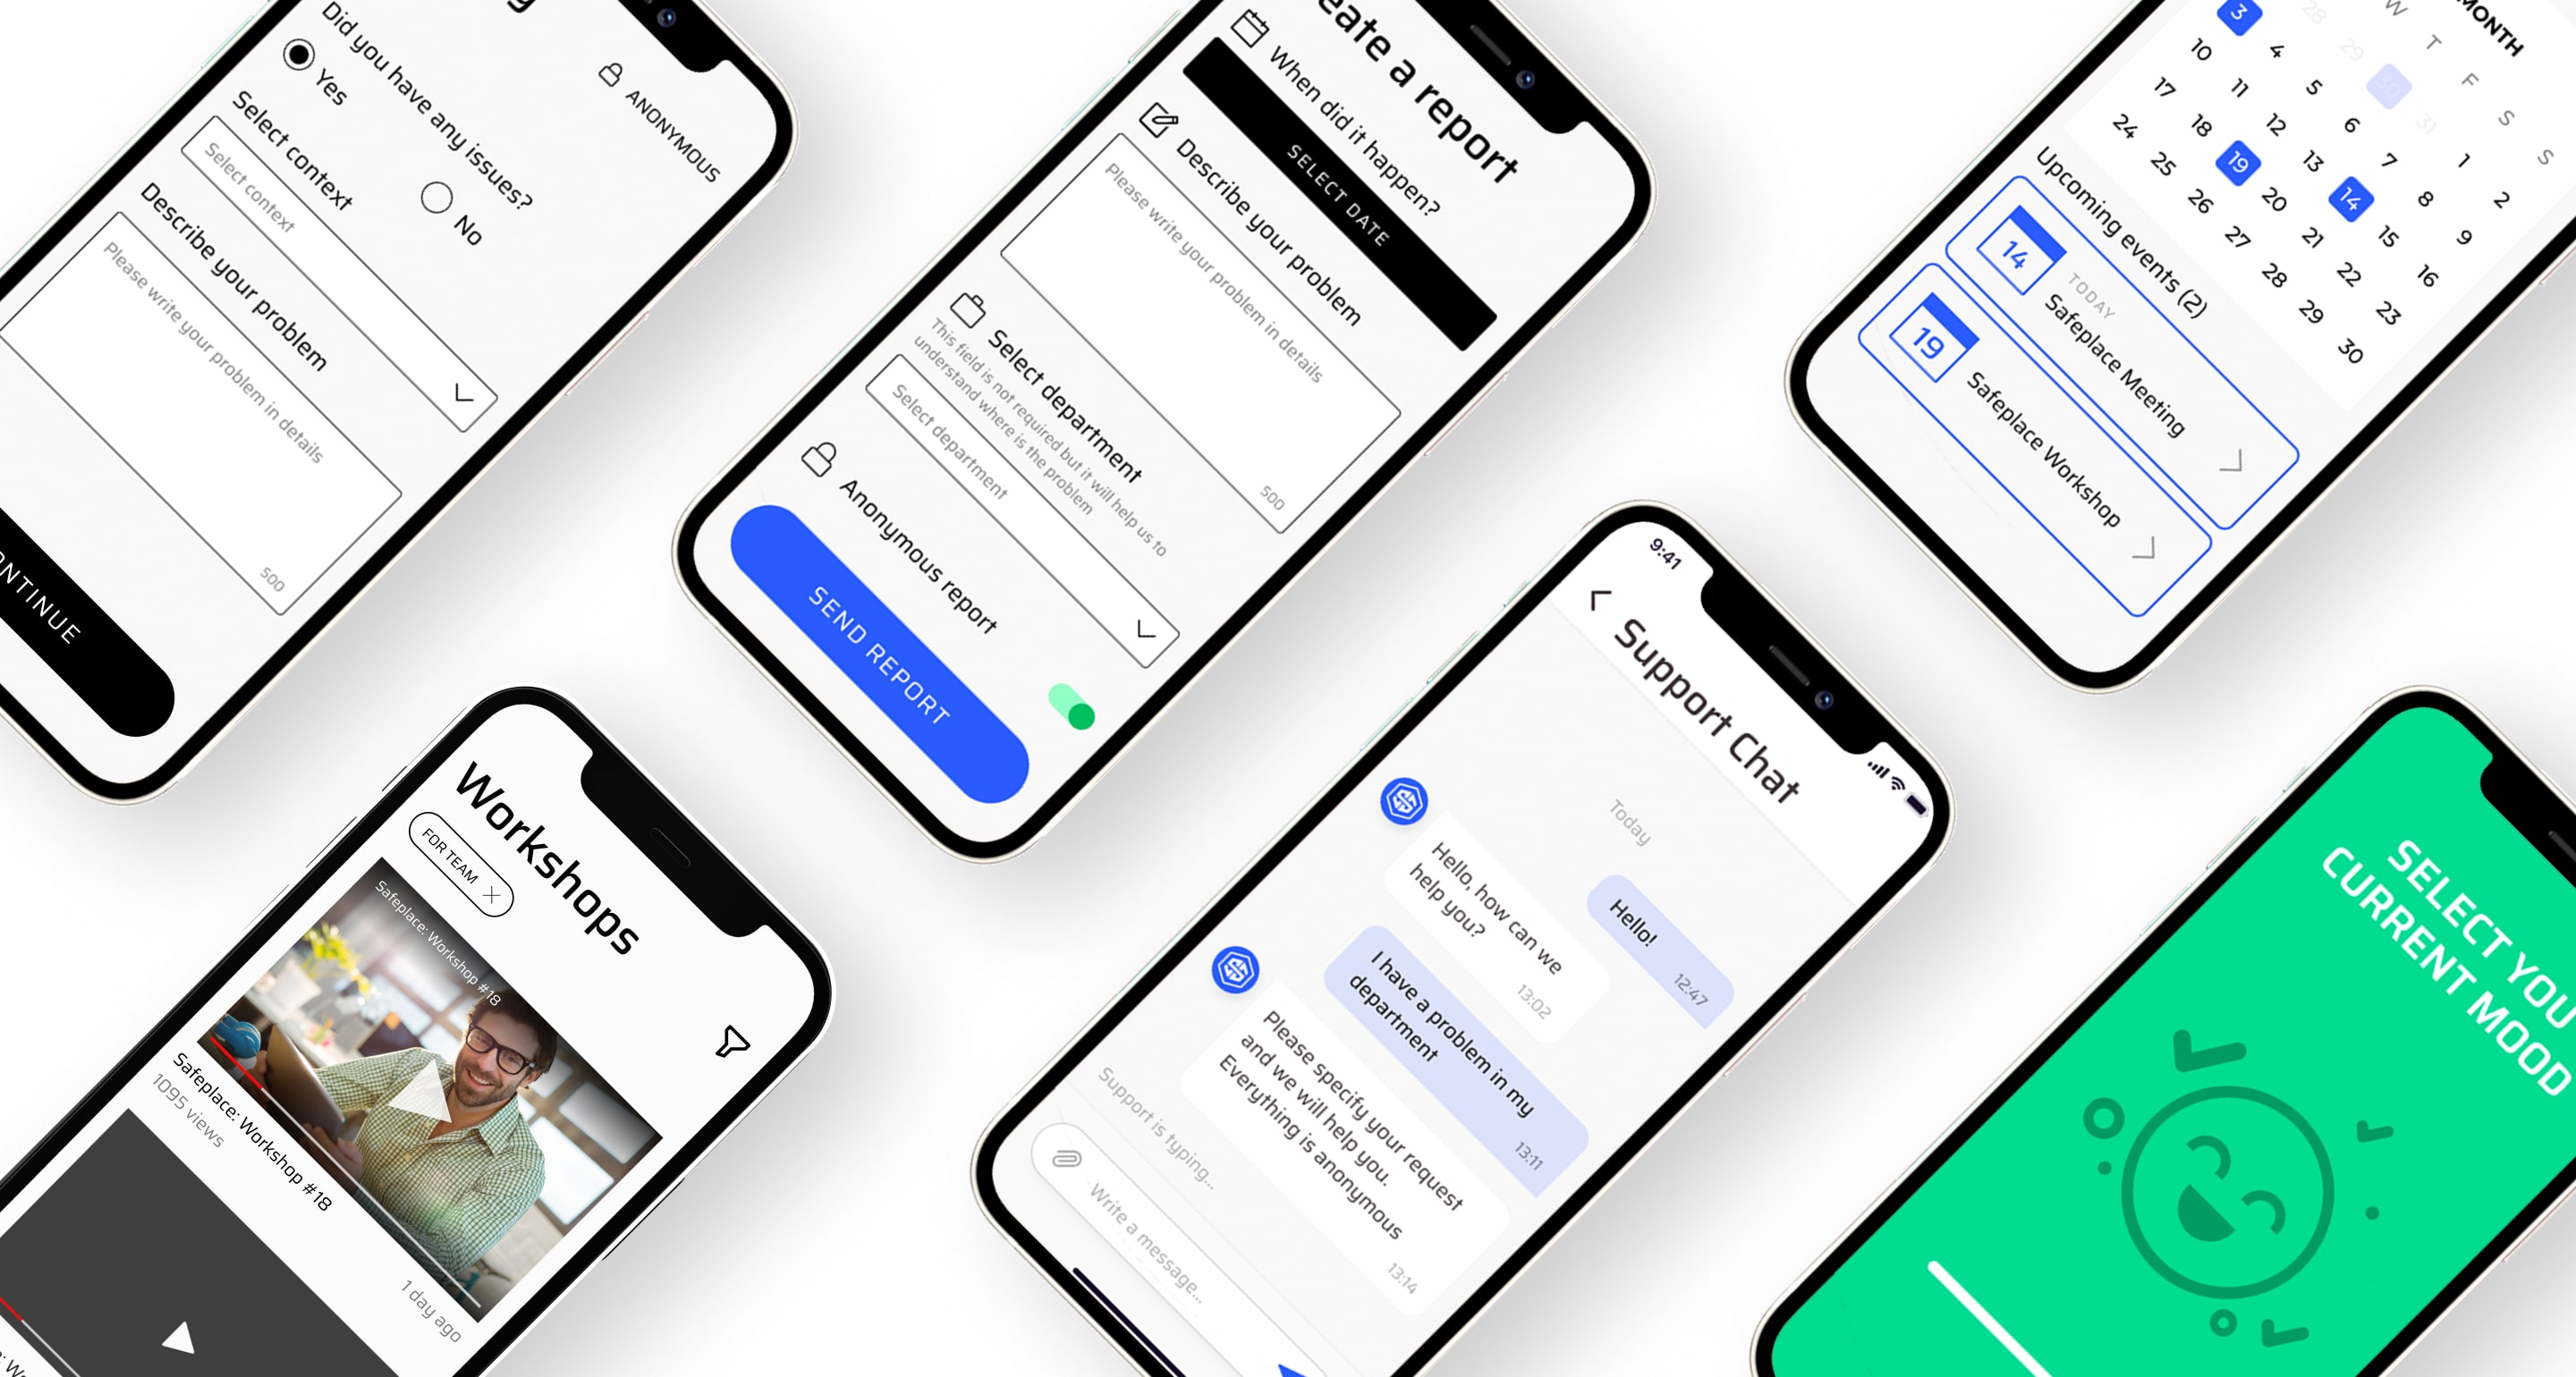 ANONYMOUS
Did you have any issues?
Yes
No
Select context
Select context
Describe your problem
Please write your problem in details
500
a report
When did it happen?
SELECT DATE
Describe your problem
Please write your problem in details
500
Select department
This field is not required but it will help us to
understand where is the problem
Select department
Anonymous report
SEND REPORT
MONTH
W T F S S
28 29 30 31 1 2
3 4 5 6 7 8 9
10 11 12 13 14 15 16
17 18 19 20 21 22 23
24 25 26 27 28 29 30
Upcoming events (2)
14
TODAY
Safeplace Meeting
19
Safeplace Workshop
Workshops
FOR TEAM
Safeplace: Workshop #18
Safeplace: Workshop #18
1095 views
1 day ago
9:41
Support Chat
Today
Hello!
12:47
Hello, how can we
help you?
13:02
I have a problem in my
department
13:11
Please specify your request
and we will help you.
Everything is anonymous
13:14
Support is typing...
Write a message...
SELECT YOU
CURRENT MOOD